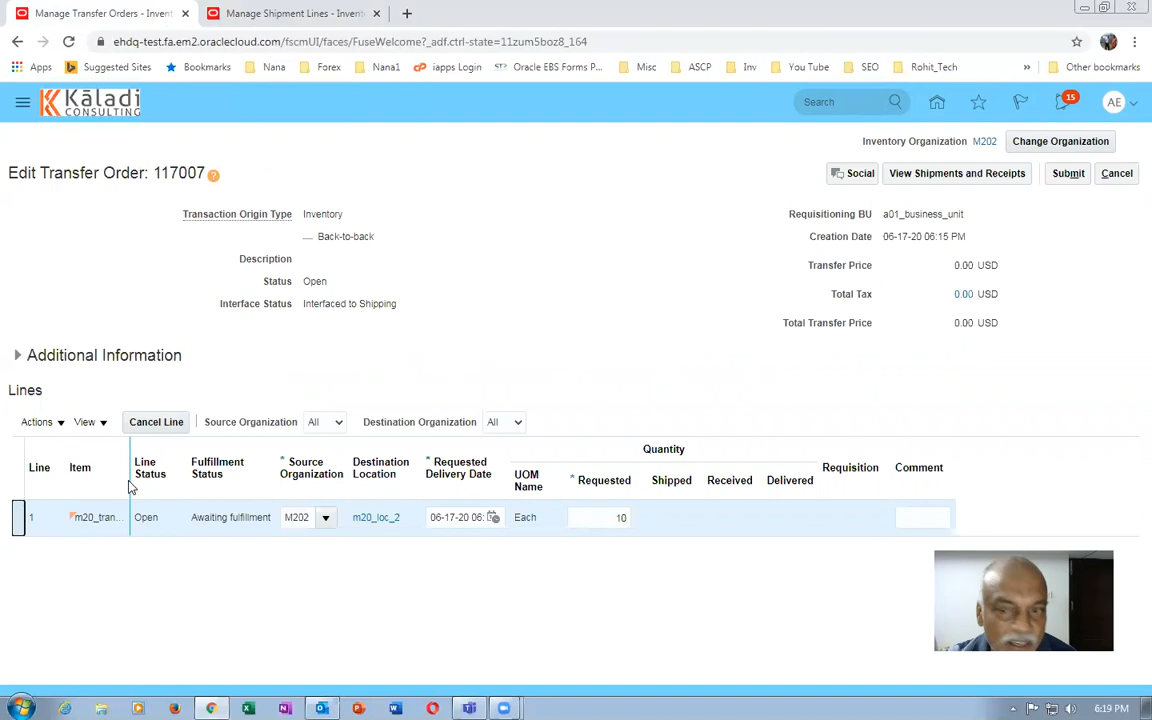 Manage Transfer Orders - Invent
Manage Shipment Lines - Invento
ehdq-test.fa.em2.oraclecloud.com/fscmUI/faces/FuseWelcome?_adf.ctrl-state=11zum5boz8_164
Apps
Suggested Sites
Bookmarks
Nana
Forex
Nana1
iapps Login
Oracle EBS Forms P...
Misc
ASCP
Inv
You Tube
SEO
Rohit_Tech
»
Other bookmarks
Kāladi
CONSULTING
Search
15
AE
Inventory Organization M202
Change Organization
Edit Transfer Order: 117007
Social
View Shipments and Receipts
Submit
Cancel
Transaction Origin Type Inventory
Back-to-back
Description
Status Open
Interface Status Interfaced to Shipping
Requisitioning BU a01_business_unit
Creation Date 06-17-20 06:15 PM
Transfer Price 0.00 USD
Total Tax 0.00 USD
Total Transfer Price 0.00 USD
Additional Information
Lines
Actions
View
Cancel Line
Source Organization All
Destination Organization All
Line
Item
Line Status
Fulfillment Status
* Source Organization
Destination Location
* Requested Delivery Date
Quantity
UOM Name
* Requested
Shipped
Received
Delivered
Requisition
Comment
1 m20_tran... Open Awaiting fulfillment M202 m20_loc_2 06-17-20 06: Each 10
6:19 PM